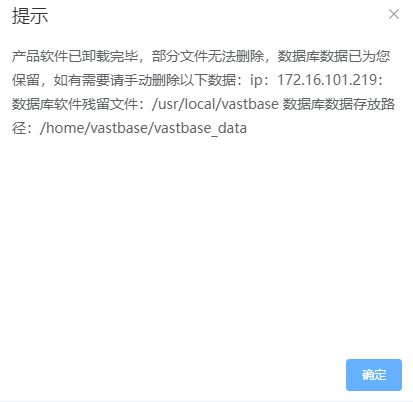 提示
产品软件已卸载完毕，部分文件无法删除，数据库数据已为您
保留，如有需要请手动删除以下数据：ip：172.16.101.219：
数据库软件残留文件：/usr/local/vastbase 数据库数据存放路
径：/home/vastbase/vastbase_data
确定